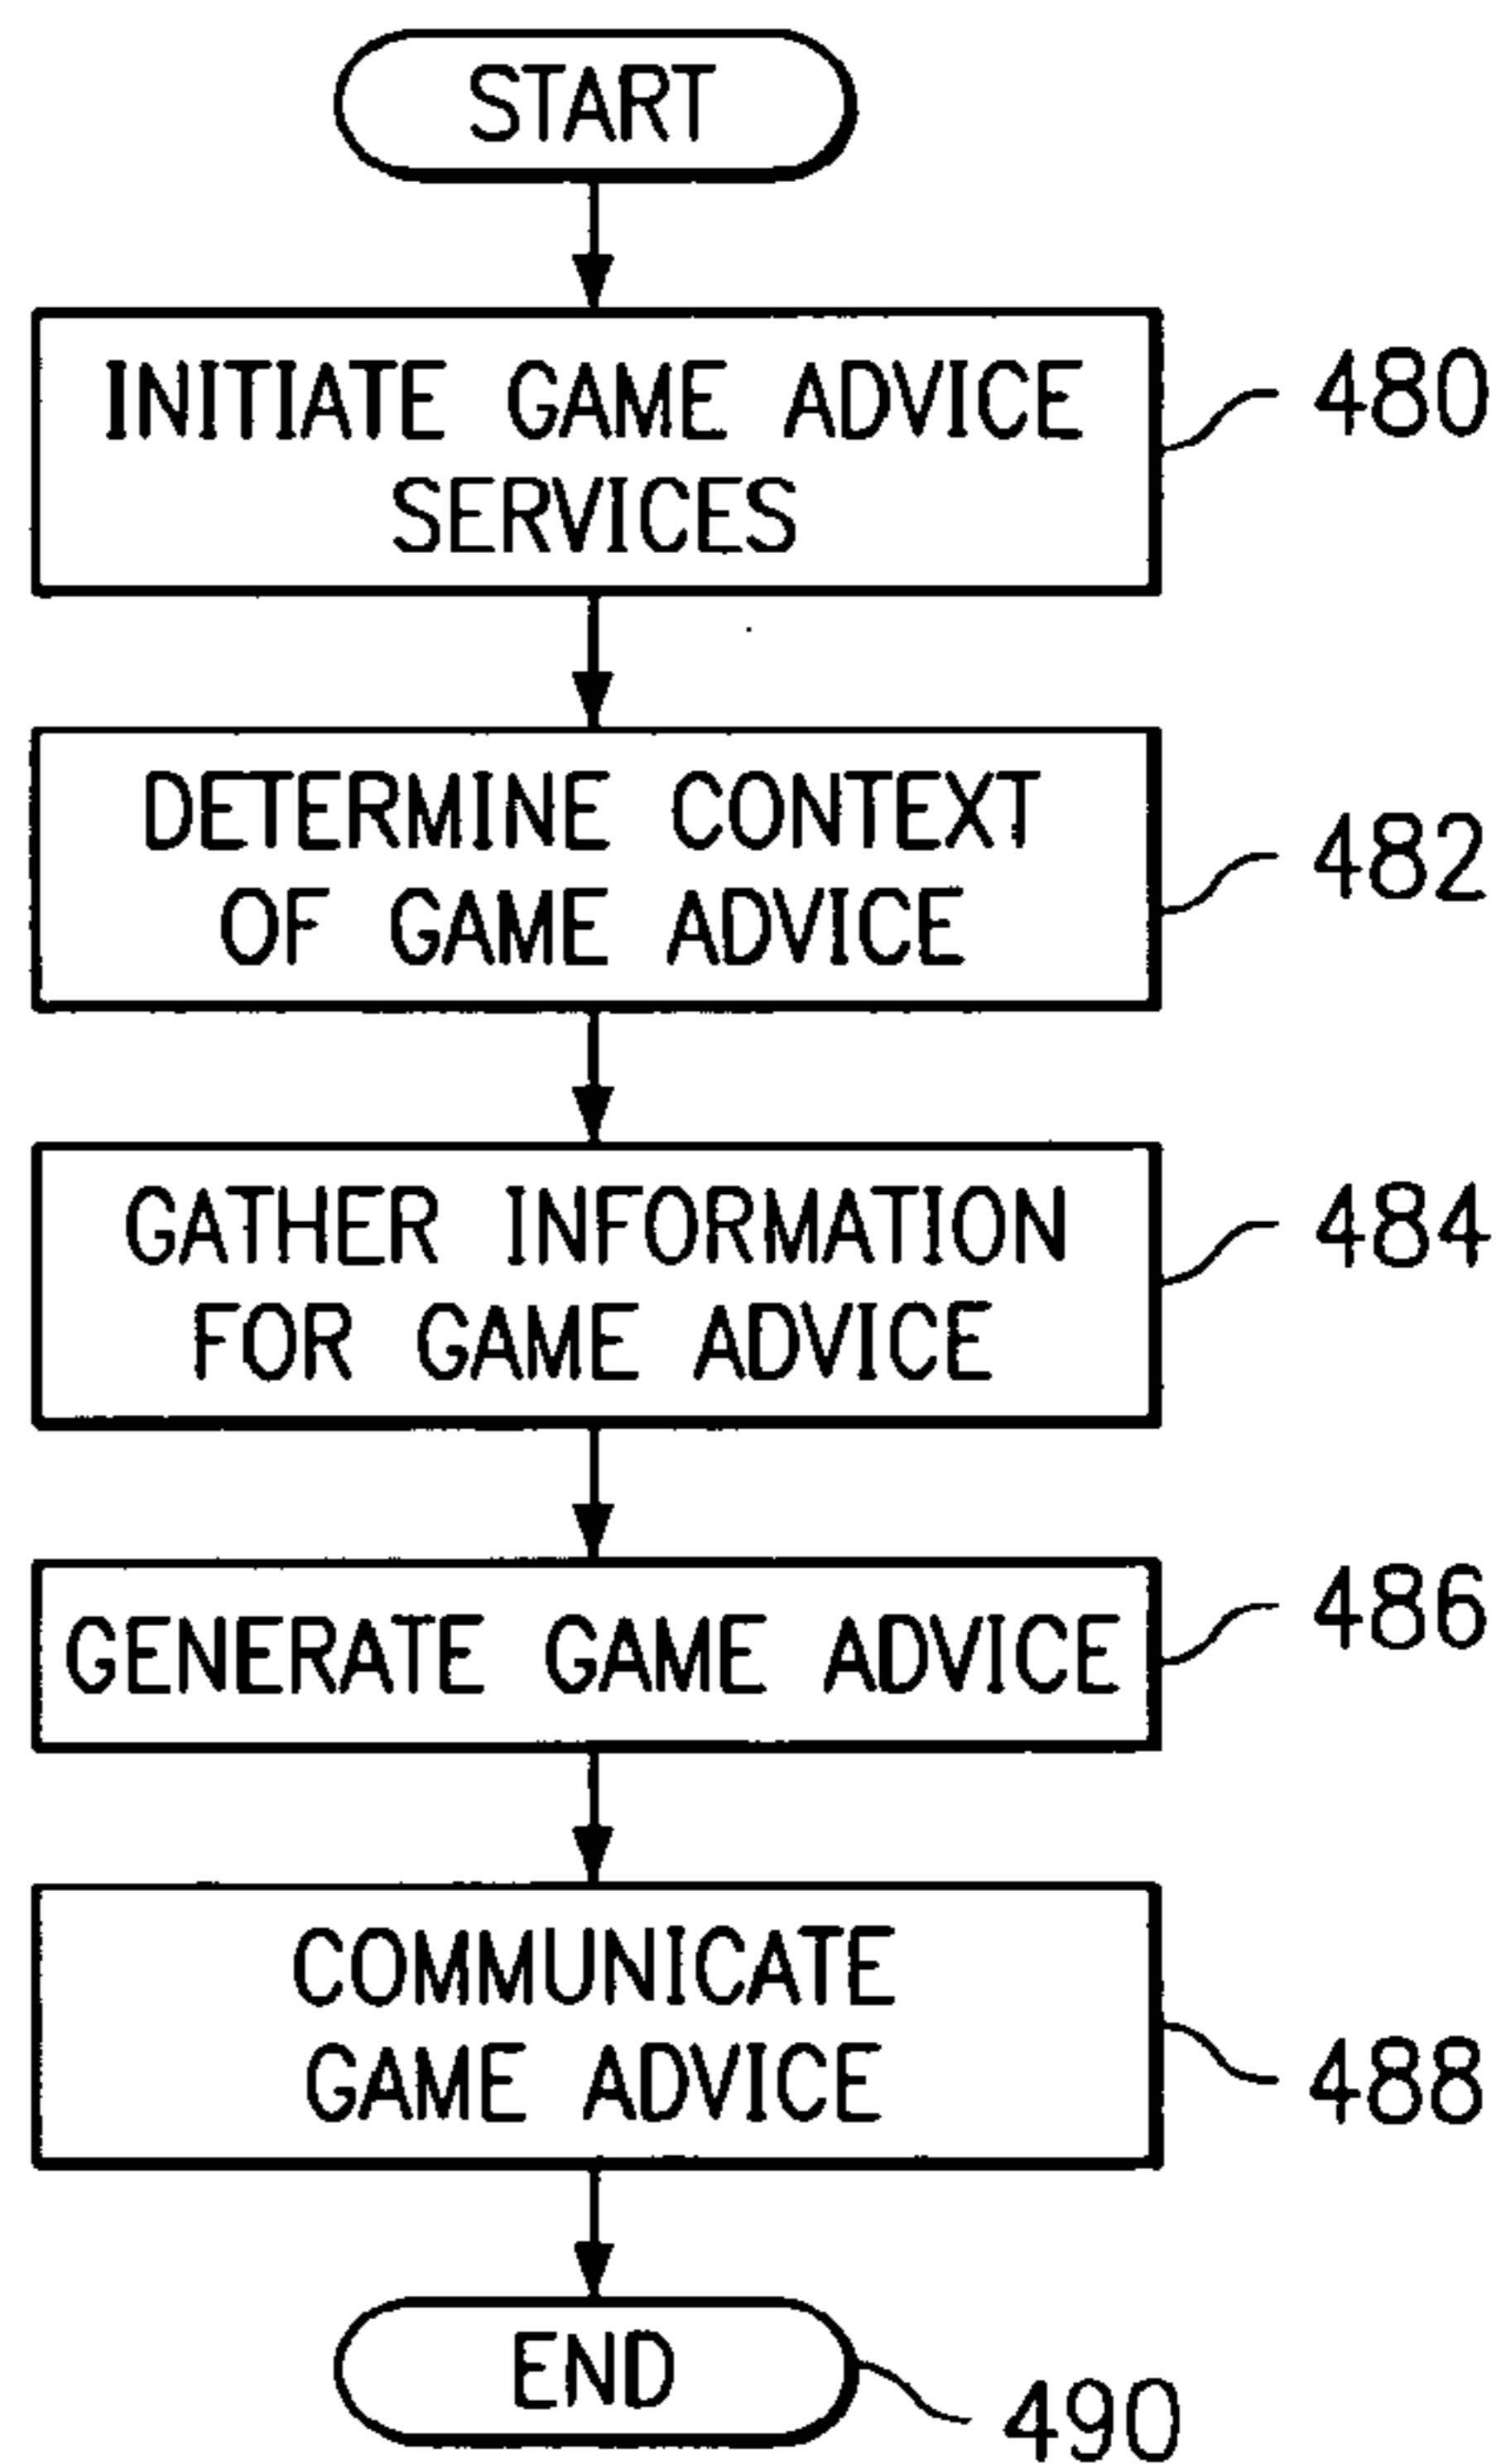 START
INITIATE GAME ADVICE
SERVICES
480
DETERMINE CONTEXT
OF GAME ADVICE
482
GATHER INFORMATION
FOR GAME ADVICE
484
GENERATE GAME ADVICE
486
COMMUNICATE
GAME ADVICE
488
END
490